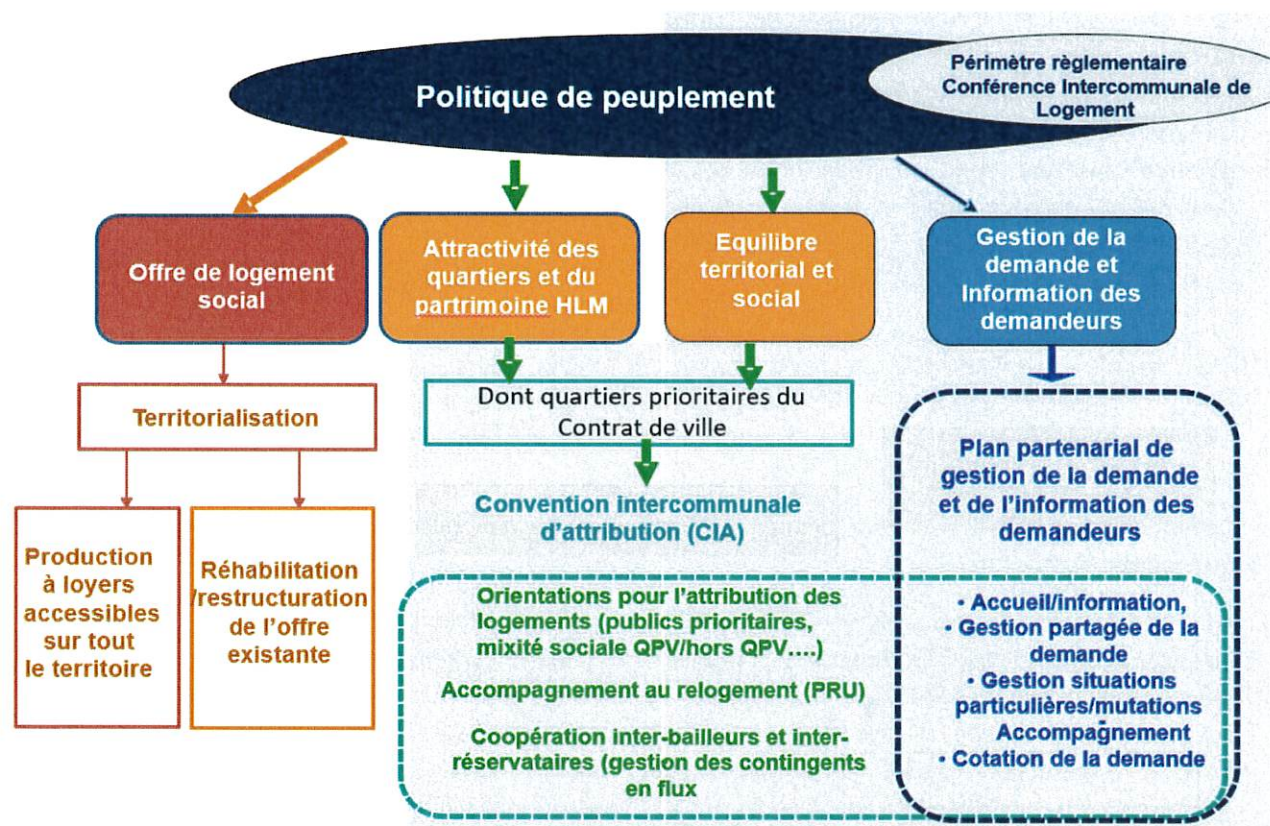 Politique de peuplement
Périmètre règlementaire
Conférence Intercommunale de
Logement
Offre de logement
social
Attractivité des
quartiers et du
partrimoine HLM
Equilibre
territorial et
social
Gestion de la
demande et
Information des
demandeurs
Territorialisation
Dont quartiers prioritaires du
Contrat de ville
Production
à loyers
accessibles
sur tout
le territoire
Réhabilitation
/restructuration
de l'offre
existante
Convention intercommunale
d'attribution (CIA)
Orientations pour l'attribution des
logements (publics prioritaires,
mixité sociale QPV/hors QPV....)
Accompagnement au relogement (PRU)
Coopération inter-bailleurs et inter-
réservataires (gestion des contingents
en flux
Plan partenarial de
gestion de la demande
et de l'information des
demandeurs
• Accueil/information,
• Gestion partagée de la
demande
• Gestion situations
particulières/mutations
Accompagnement
• Cotation de la demande